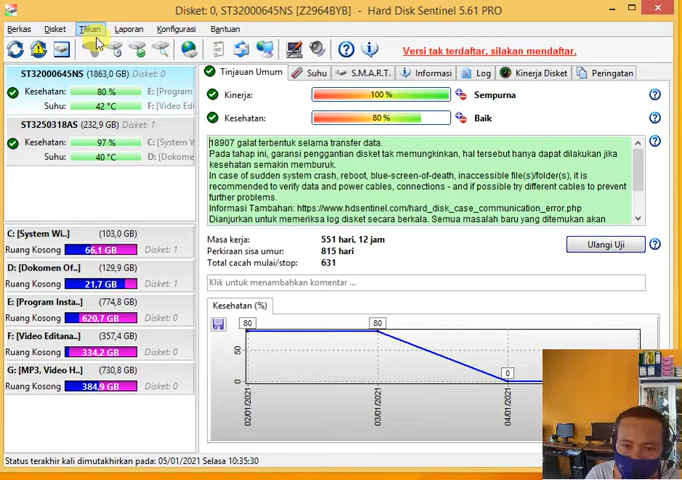 Disket: 0, ST32000645NS [Z2964BYB] - Hard Disk Sentinel 5.61 PRO
Berkas Disket Tilikan Laporan Konfigurasi Bantuan
Versi tak terdaftar, silakan mendaftar.
ST32000645NS (1863,0 GB) Disket: 0
Kesehatan: 80 % E: [Progra
Suhu: 42 °C F: [Video E
ST3250318AS (232,9 GB) Disket: 1
Kesehatan: 97 % C: [System W
Suhu: 40 °C D: [Dokome
C: [System Wi..] (103,0 GB)
Ruang Kosong 66,1 GB Disket: 1
D: [Dokomen Of..] (129,9 GB)
Ruang Kosong 21,7 GB Disket: 1
E: [Program Insta..] (774,8 GB)
Ruang Kosong 620,7 GB Disket: 0
F: [Video Editana..] (357,4 GB)
Ruang Kosong 334,2 GB Disket: 0
G: [MP3, Video H..] (730,8 GB)
Ruang Kosong 384,9 GB Disket: 0
Tinjauan Umum Suhu S.M.A.R.T. Informasi Log Kinerja Disket Peringatan
Kinerja: 100 % Sempurna
Kesehatan: 80 % Baik
18907 galat terbentuk selama transfer data.
Pada tahap ini, garansi penggantian disket tak memungkinkan, hal tersebut hanya dapat dilakukan jika
kesehatan semakin memburuk.
In case of sudden system crash, reboot, blue-screen-of-death, inaccessible file(s)/folder(s), it is
recommended to verify data and power cables, connections - and if possible try different cables to prevent
further problems.
Informasi Tambahan: https://www.hdsentinel.com/hard_disk_case_communication_error.php
Dianjurkan untuk memeriksa log disket secara berkala. Semua masalah baru yang ditemukan akan
Masa kerja: 551 hari, 12 jam
Perkiraan sisa umur: 815 hari
Total cacah mulai/stop: 631
Ulangi Uji
Klik untuk menambahkan komentar ...
Kesehatan (%)
80 80
50
0
0
02/01/2021 03/01/2021 04/01/2021
Status terakhir kali dimutakhirkan pada: 05/01/2021 Selasa 10:35:30